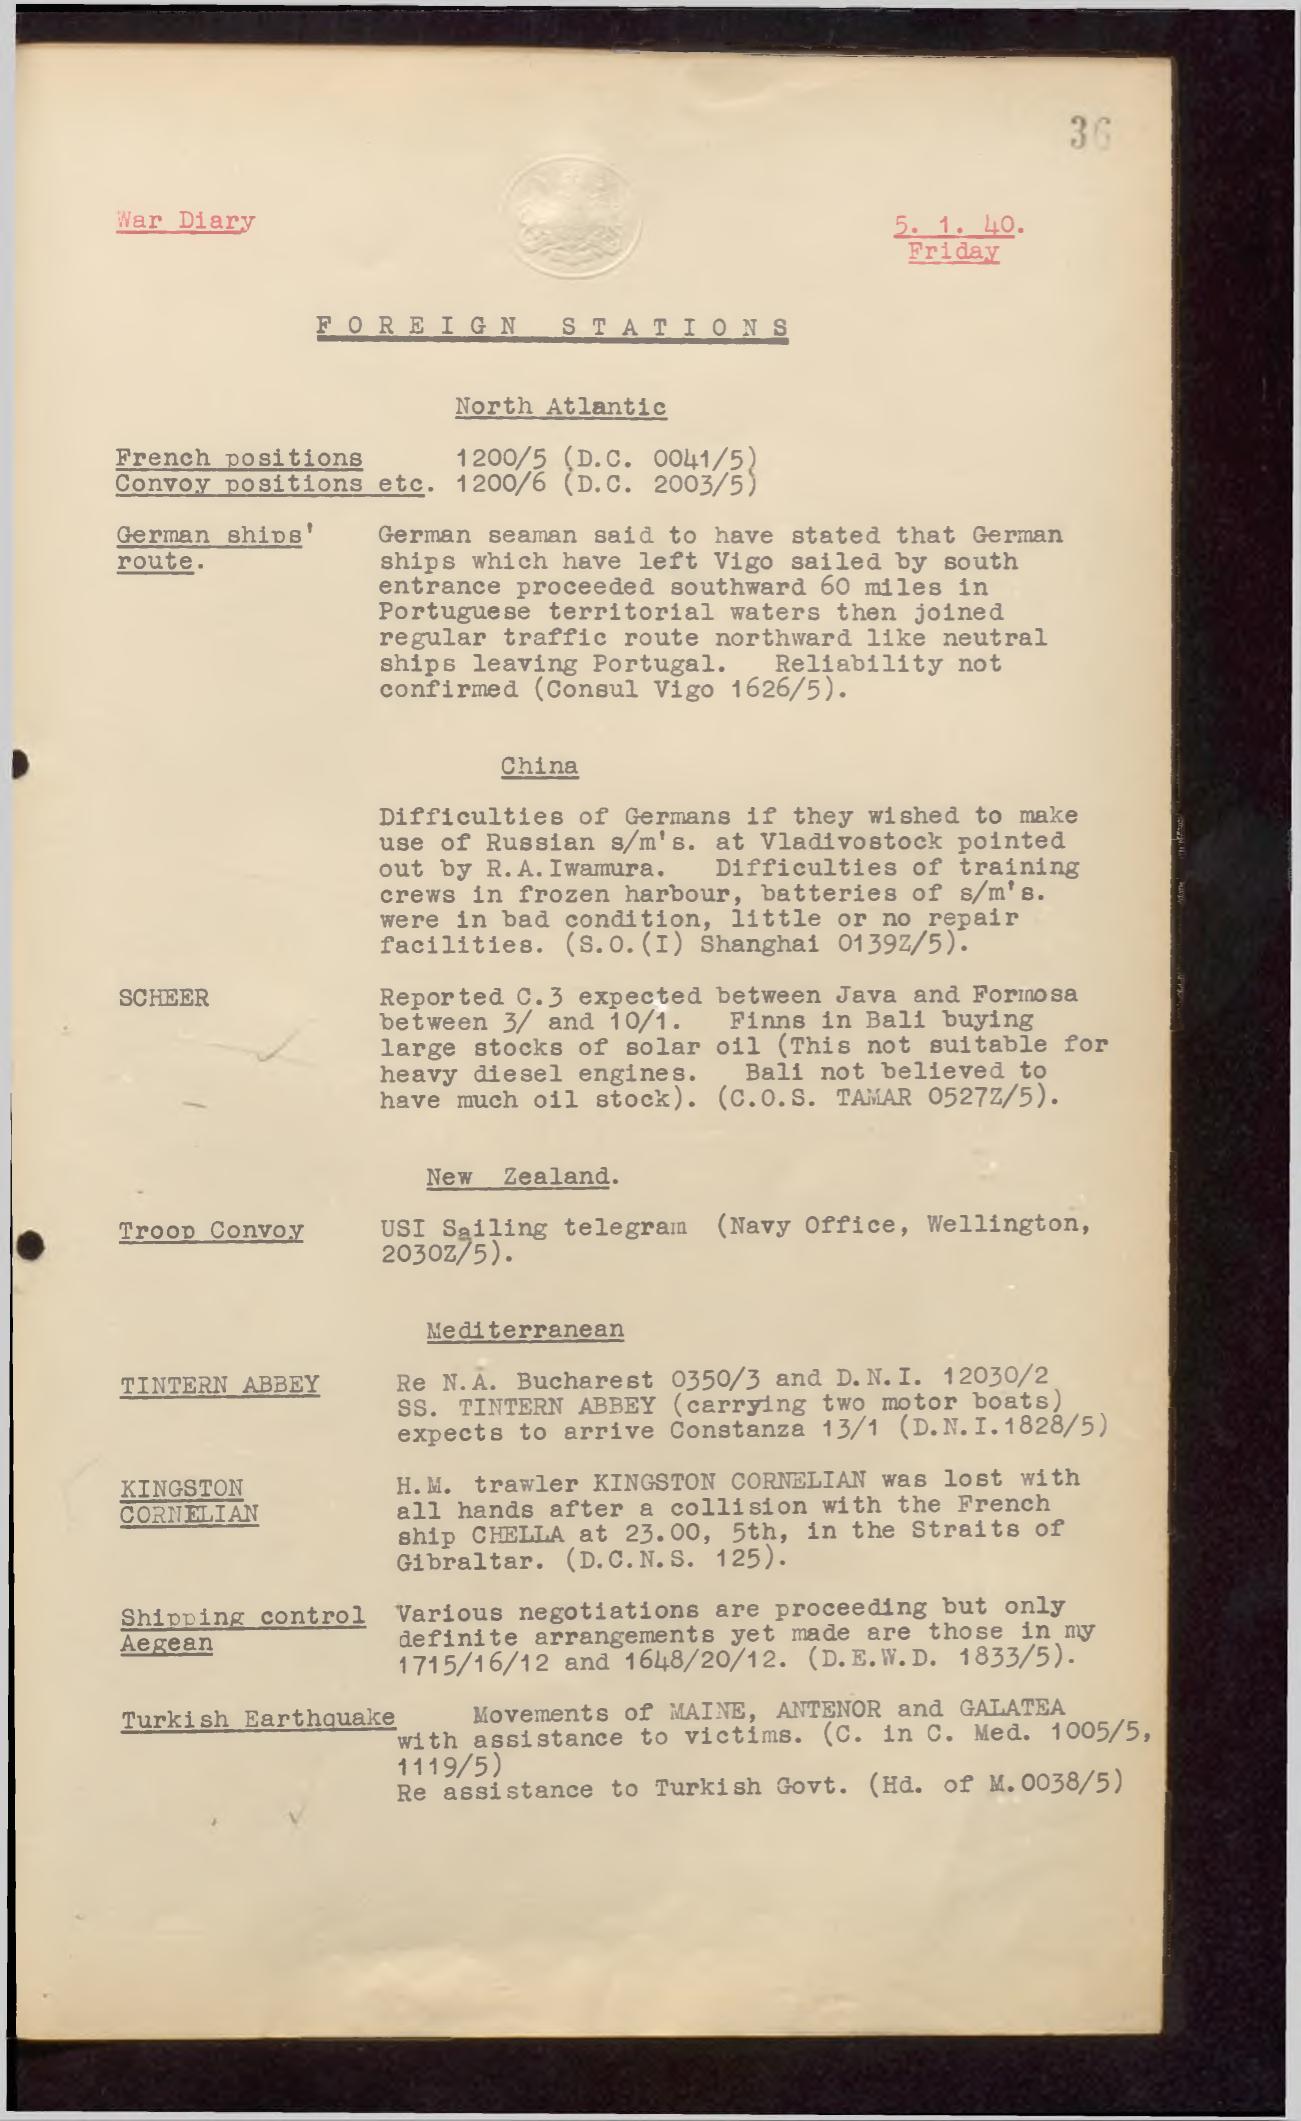 36
War Diary 5. 1. 40.
Friday
FOREIGN STATIONS
North Atlantic
French positions 1200/5 (D.C. 0041/5)
Convoy positions etc. 1200/6 (D.C. 2003/5)
German ships' German seaman said to have stated that German
route. ships which have left Vigo sailed by south
entrance proceeded southward 60 miles in
Portuguese territorial waters then joined
regular traffic route northward like neutral
ships leaving Portugal. Reliability not
confirmed (Consul Vigo 1626/5).
China
Difficulties of Germans if they wished to make
use of Russian s/m's. at Vladivostock pointed
out by R.A.Iwamura. Difficulties of training
crews in frozen harbour, batteries of s/m's.
were in bad condition, little or no repair
facilities. (S.O.(I) Shanghai 0139Z/5).
SCHEER Reported C.3 expected between Java and Formosa
between 3/ and 10/1. Finns in Bali buying
large stocks of solar oil (This not suitable for
heavy diesel engines. Bali not believed to
have much oil stock). (C.O.S. TAMAR 0527Z/5).
New Zealand.
Troop Convoy USI Sailing telegram (Navy Office, Wellington,
2030Z/5).
Mediterranean
TINTERN ABBEY Re N.A. Bucharest 0350/3 and D.N.I. 12030/2
SS. TINTERN ABBEY (carrying two motor boats)
expects to arrive Constanza 13/1 (D.N.I.1828/5)
KINGSTON H.M. trawler KINGSTON CORNELIAN was lost with
CORNELIAN all hands after a collision with the French
ship CHELLA at 23.00, 5th, in the Straits of
Gibraltar. (D.C.N.S. 125).
Shipping control Various negotiations are proceeding but only
Aegean definite arrangements yet made are those in my
1715/16/12 and 1648/20/12. (D.E.W.D. 1833/5).
Turkish Earthquake Movements of MAINE, ANTENOR and GALATEA
with assistance to victims. (C. in C. Med. 1005/5,
1119/5)
Re assistance to Turkish Govt. (Hd. of M.0038/5)